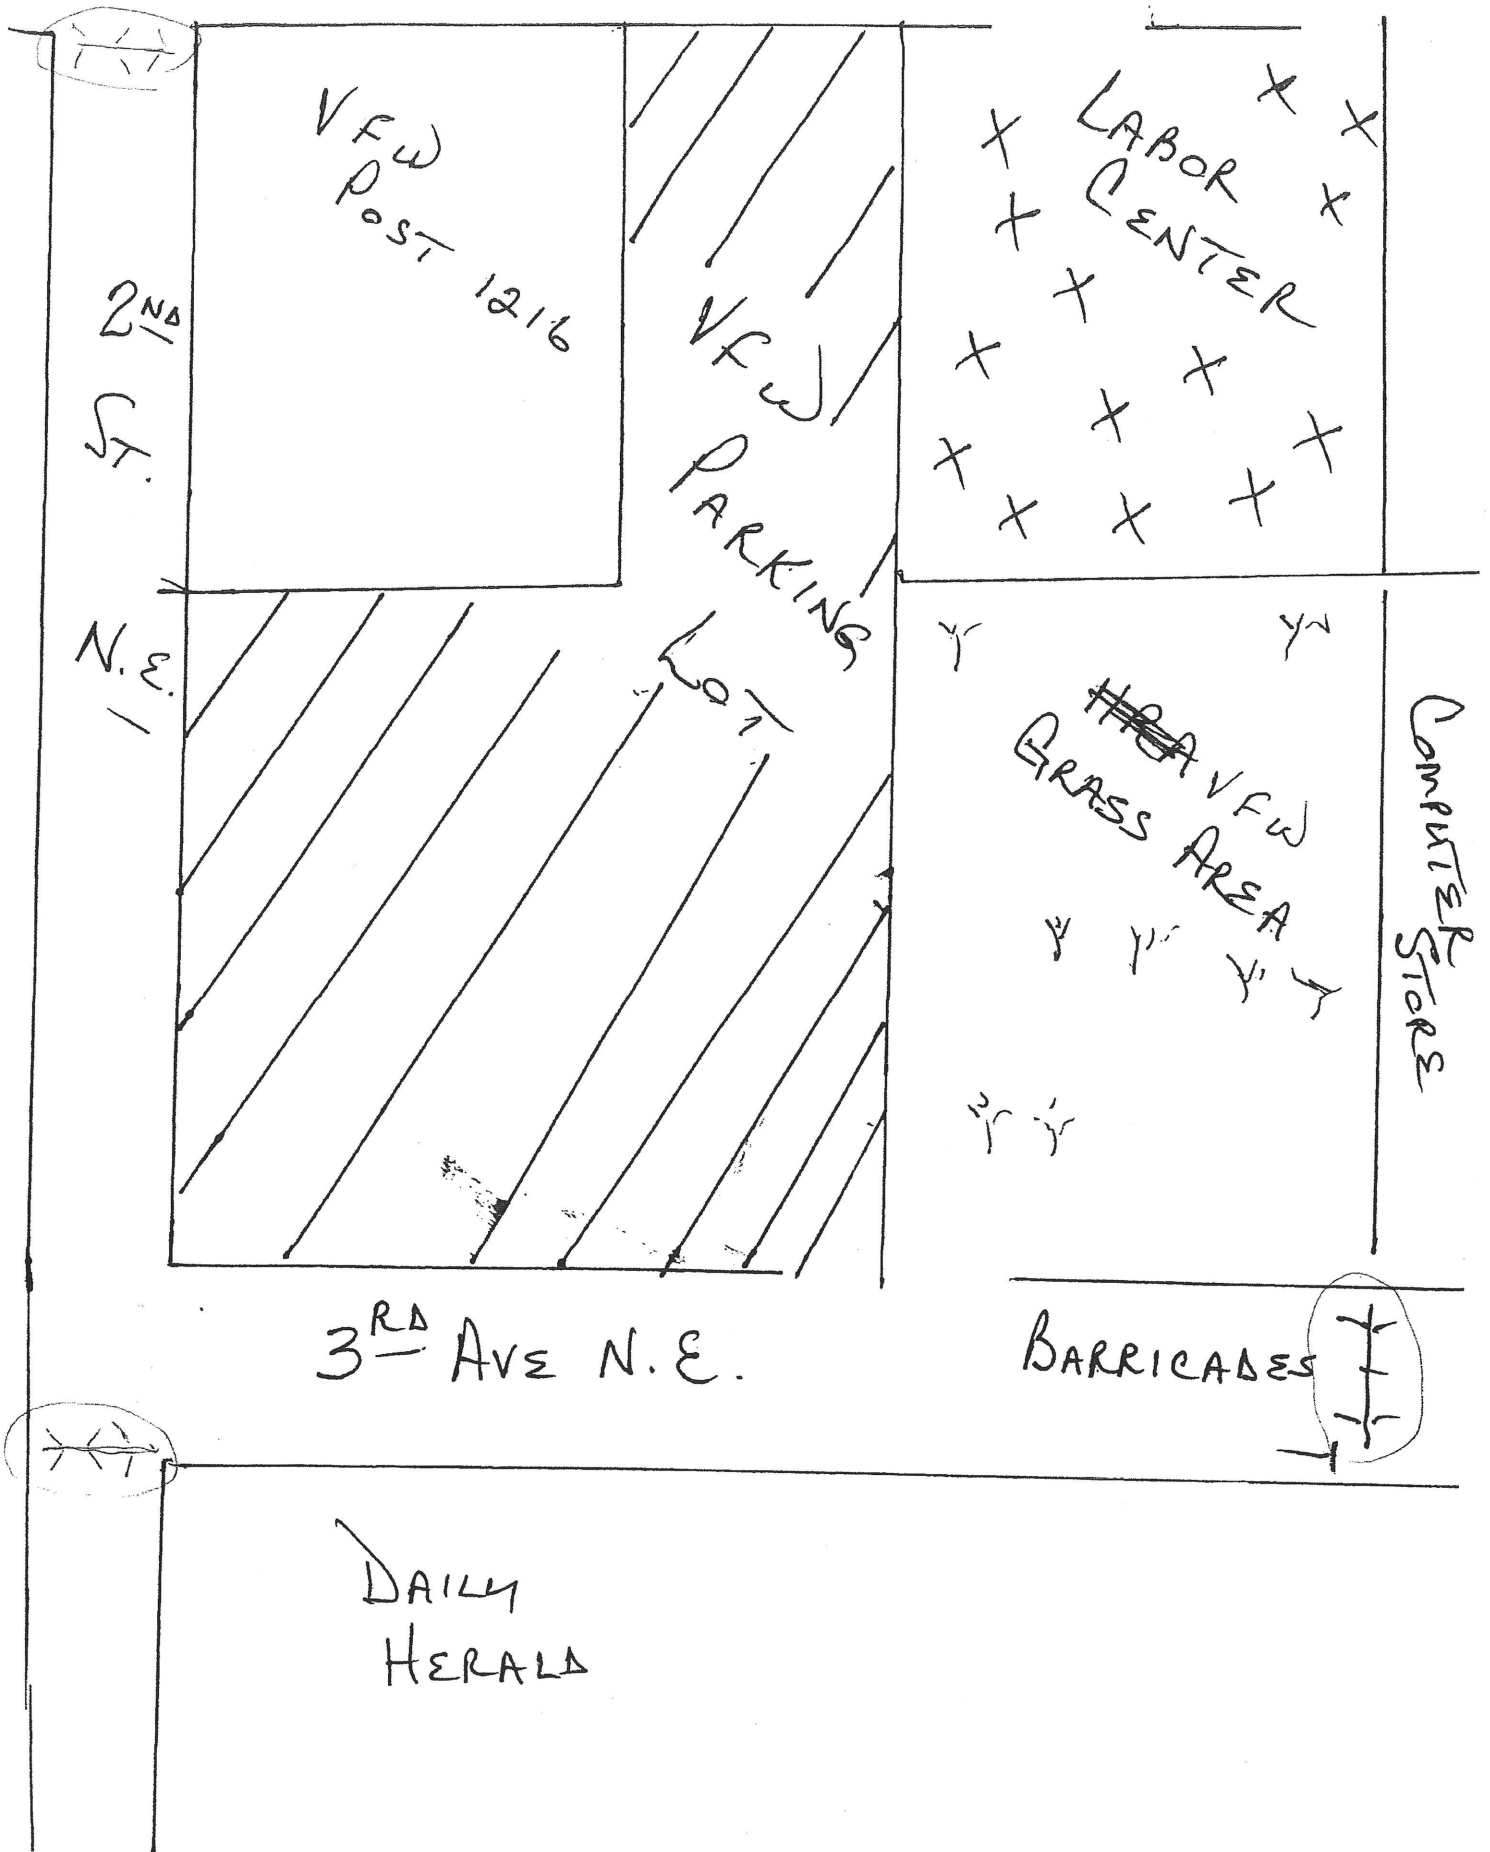 VFW
POST 1216
LABOR
CENTER
2ND
ST.
N.E.
VFW
PARKING
LOT
VFW
GRASS AREA
COMPUTER
STORE
3RD AVE N.E.
BARRICADES
DAILY
HERALD